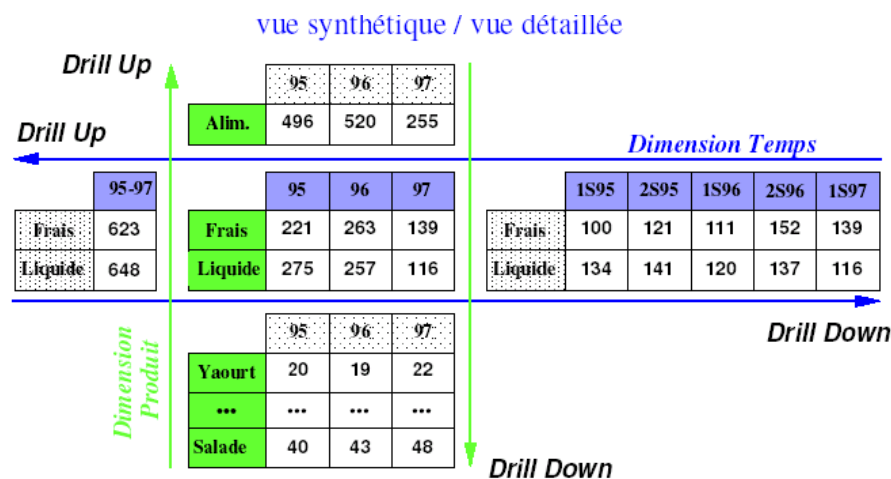 vue synthétique / vue détaillée
Drill Up
95 96 97
Alim. 496 520 255
Drill Up
Dimension Temps
95-97
Frais 623
Liquide 648
95 96 97
Frais 221 263 139
Liquide 275 257 116
1S95 2S95 1S96 2S96 1S97
Frais 100 121 111 152 139
Liquide 134 141 120 137 116
Drill Down
Dimension
Produit
95 96 97
Yaourt 20 19 22
... ... ... ...
Salade 40 43 48
Drill Down